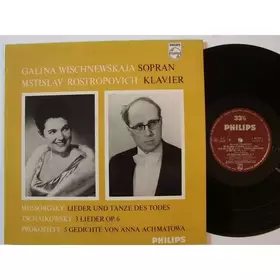 PHILIPS
GALINA WISCHNEWSKAJA SOPRAN
MSTISLAV ROSTROPOVICH KLAVIER
MUSSORGSKY LIEDER UND TÄNZE DES TODES
TSCHAIKOWSKY 3 LIEDER OP. 6
PROKOFIEFF 5 GEDICHTE VON ANNA ACHMATOWA
PHILIPS
33⅓
PHILIPS